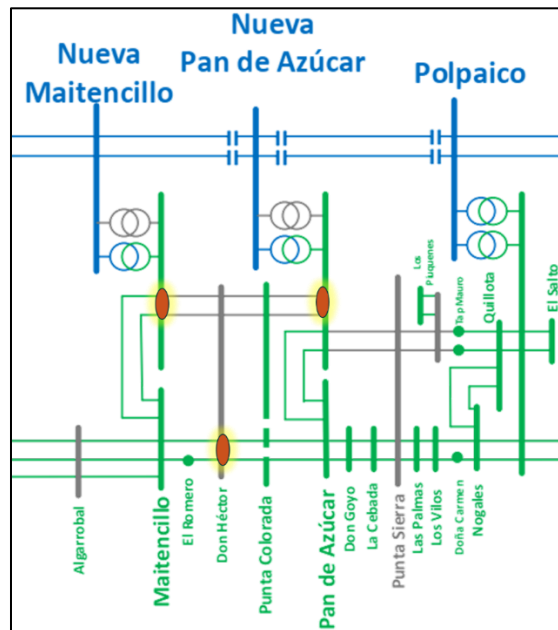 Nueva
Maitencillo
Nueva
Pan de Azúcar
Polpaico
Los
Piuquenes
Tap Mauro
Quillota
El Salto
Algarrobal
Maitencillo
El Romero
Don Héctor
Punta Colorada
Pan de Azúcar
Don Goyo
La Cebada
Punta Sierra
Las Palmas
Los Vilos
Doña Carmen
Nogales